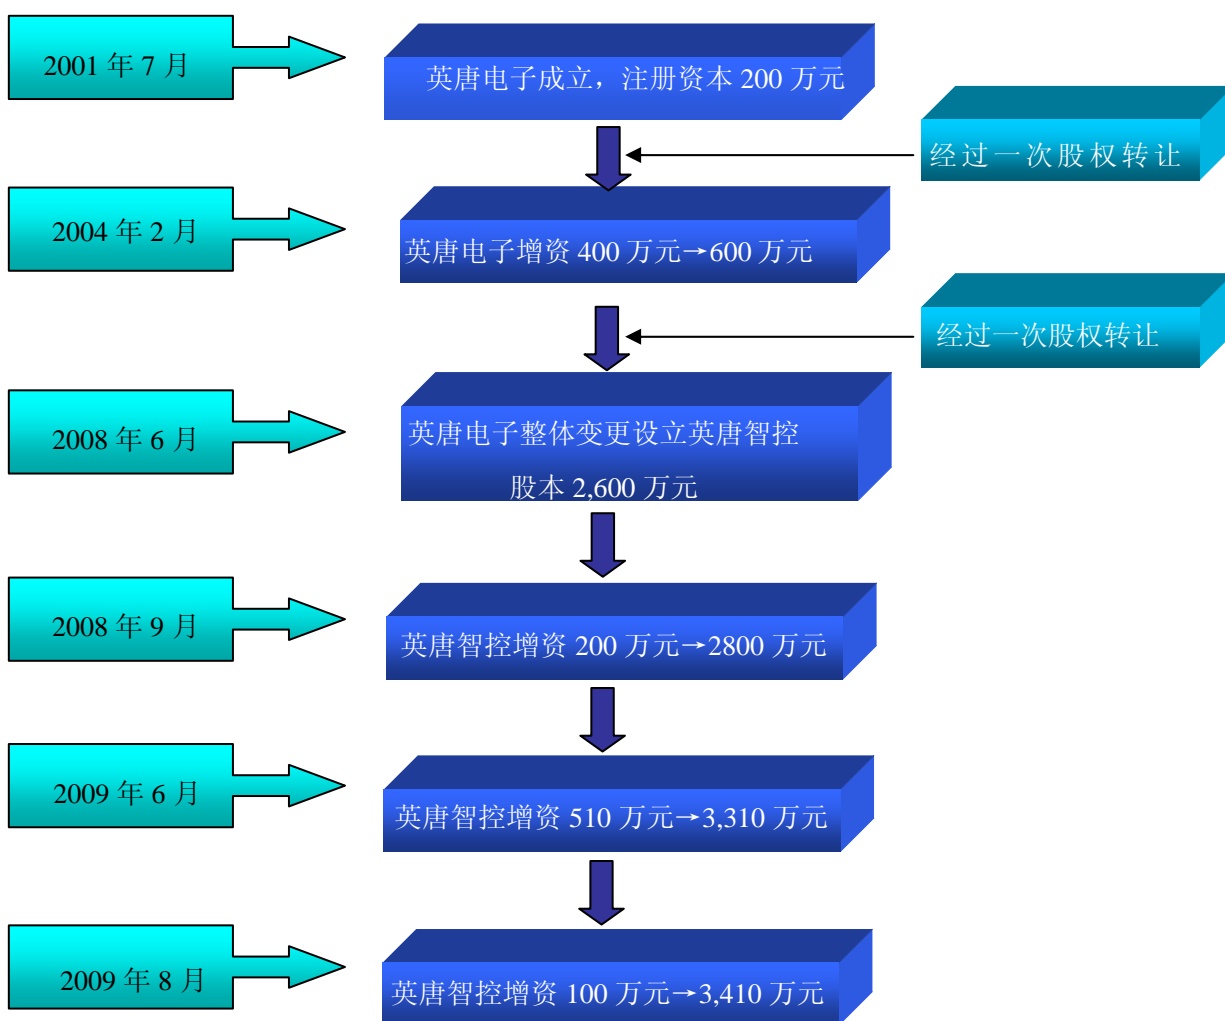 2001 年 7 月
英唐电子成立，注册资本 200 万元
经过一次股权转让
2004 年 2 月
英唐电子增资 400 万元→600 万元
经过一次股权转让
2008 年 6 月
英唐电子整体变更设立英唐智控
股本 2,600 万元
2008 年 9 月
英唐智控增资 200 万元→2800 万元
2009 年 6 月
英唐智控增资 510 万元→3,310 万元
2009 年 8 月
英唐智控增资 100 万元→3,410 万元